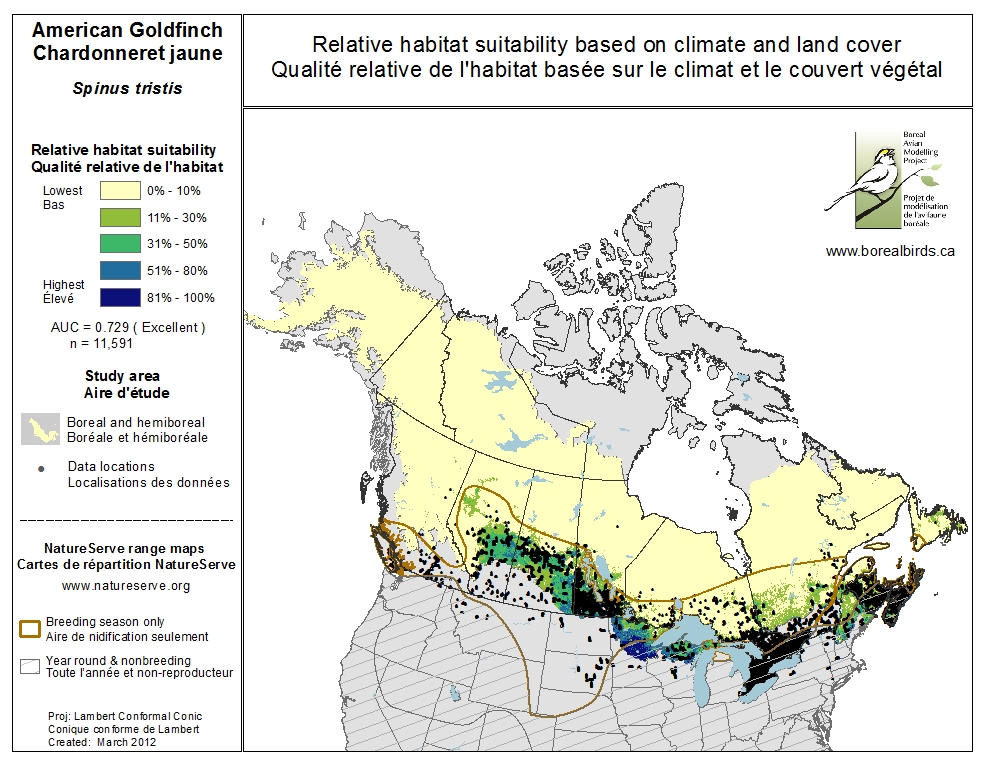 American Goldfinch
Chardonneret jaune
Spinus tristis
Relative habitat suitability based on climate and land cover
Qualité relative de l'habitat basée sur le climat et le couvert végétal
Relative habitat suitability
Qualité relative de l'habitat
Lowest
Bas
0% - 10%
11% - 30%
31% - 50%
51% - 80%
Highest
Élevé
81% - 100%
AUC = 0.729 ( Excellent )
n = 11,591
Study area
Aire d'étude
Boreal and hemiboreal
Boréale et hémiboréale
Data locations
Localisations des données
NatureServe range maps
Cartes de répartition NatureServe
www.natureserve.org
Breeding season only
Aire de nidification seulement
Year round & nonbreeding
Toute l'année et non-reproducteur
Proj: Lambert Conformal Conic
Conique conforme de Lambert
Created: March 2012
Boreal
Avian
Modelling
Project
Projet de
modélisation
de l'avifaune
boréale
www.borealbirds.ca